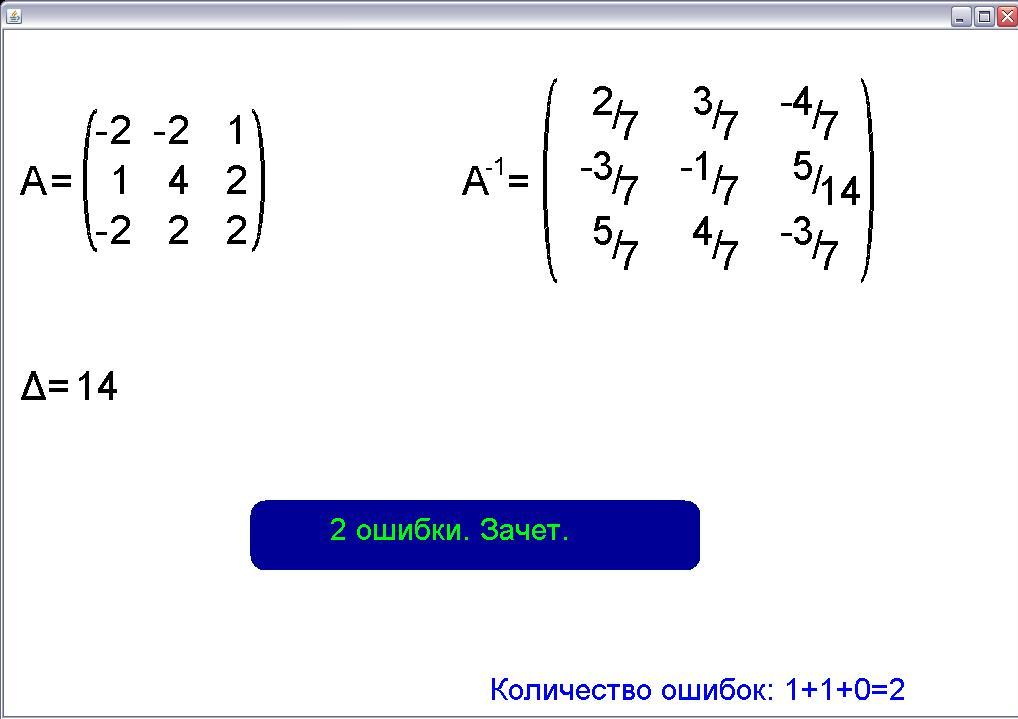 A= -2 -2 1
1 4 2
-2 2 2
A-1= 2/7 3/7 -4/7
-3/7 -1/7 5/14
5/7 4/7 -3/7
Δ= 14
2 ошибки. Зачет.
Количество ошибок: 1+1+0=2